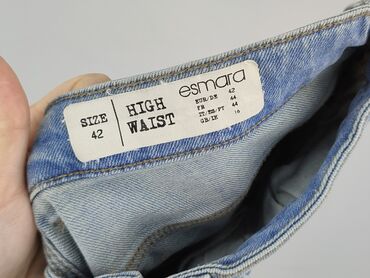 SIZE
42
HIGH
WAIST
esmara
EUR/DE 42
FR 44
IT/ES/PT 44
GB/IE 16